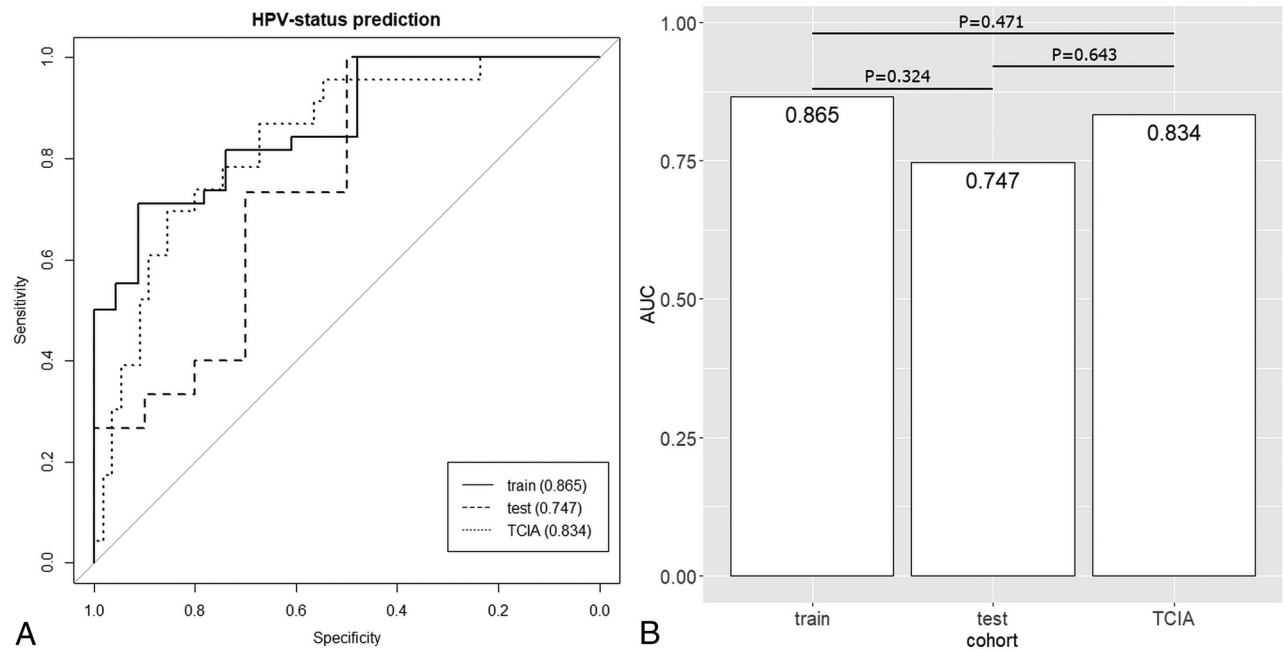 HPV-status prediction
1.0
0.8
0.6
0.4
0.2
0.0
Sensitivity
train (0.865)
test (0.747)
TCIA (0.834)
1.0 0.8 0.6 0.4 0.2 0.0
Specificity
A
1.00
0.75
0.50
0.25
0.00
AUC
P=0.471
P=0.643
P=0.324
0.865
0.747
0.834
train test TCIA
cohort
B